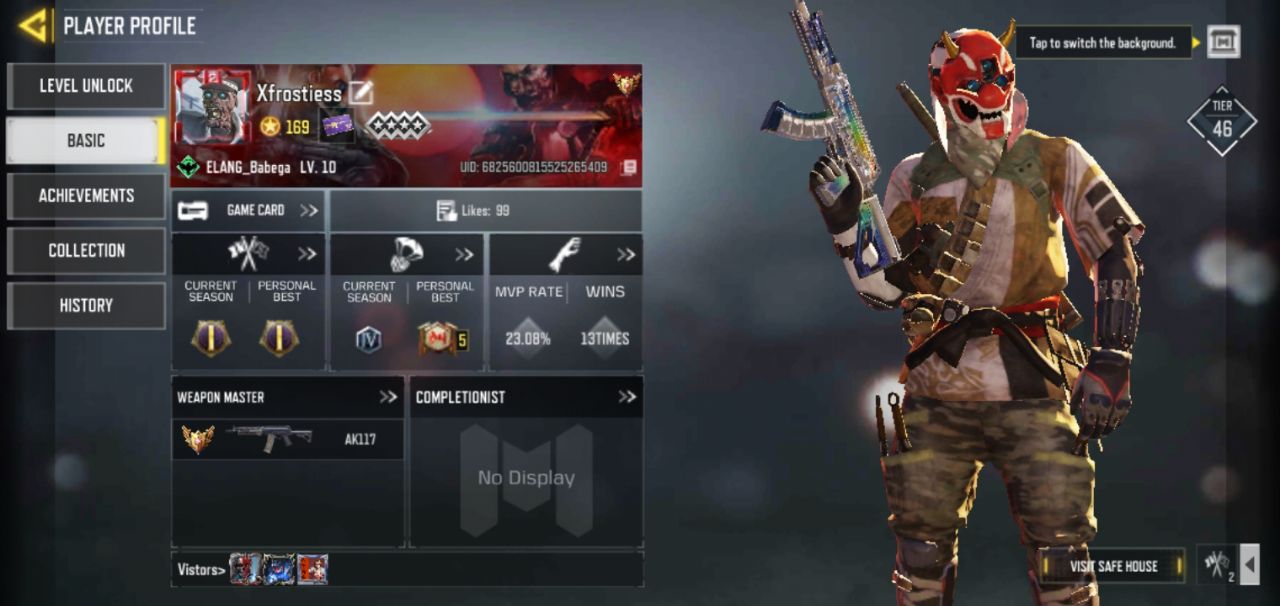 PLAYER PROFILE
Tap to switch the background.
LEVEL UNLOCK
BASIC
ACHIEVEMENTS
COLLECTION
HISTORY
Xfrostiess
169
ELANG_Babega LV. 10
UID: 6825600815525265409
TIER
46
GAME CARD >>
Likes: 99
CURRENT SEASON
PERSONAL BEST
CURRENT SEASON
PERSONAL BEST
5
MVP RATE
WINS
IV
23.08%
13TIMES
WEAPON MASTER >>
COMPLETIONIST >>
AK117
No Display
Vistors>
VISIT SAFE HOUSE
2